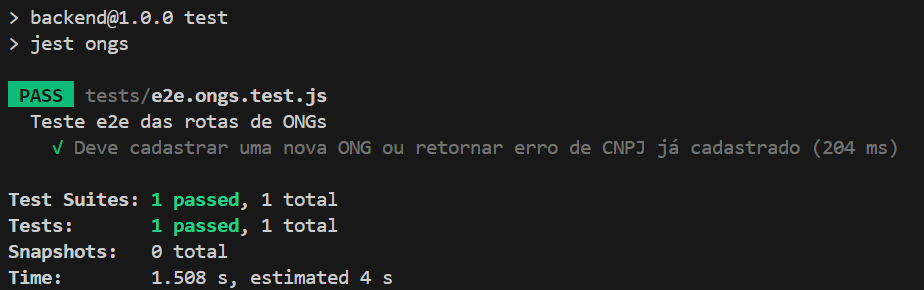 > backend@1.0.0 test
> jest ongs
PASS tests/e2e.ongs.test.js
Teste e2e das rotas de ONGs
√ Deve cadastrar uma nova ONG ou retornar erro de CNPJ já cadastrado (204 ms)
Test Suites: 1 passed, 1 total
Tests: 1 passed, 1 total
Snapshots: 0 total
Time: 1.508 s, estimated 4 s